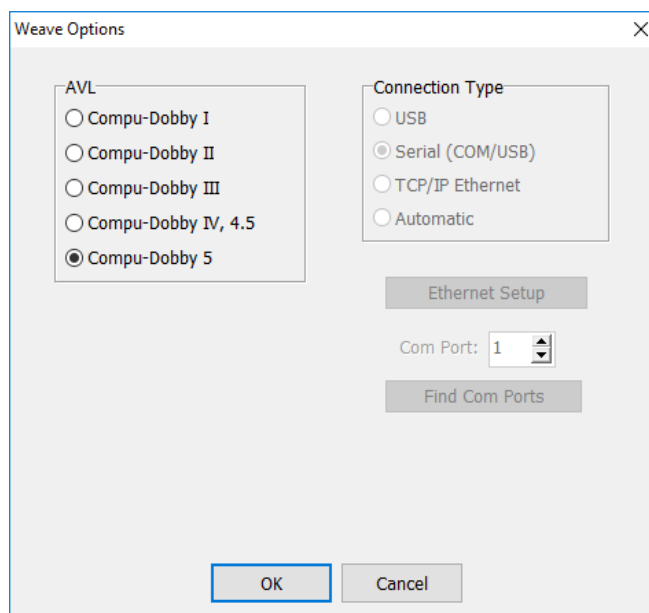 Weave Options
AVL
Compu-Dobby I
Compu-Dobby II
Compu-Dobby III
Compu-Dobby IV, 4.5
Compu-Dobby 5
Connection Type
USB
Serial (COM/USB)
TCP/IP Ethernet
Automatic
Ethernet Setup
Com Port: 1
Find Com Ports
OK
Cancel